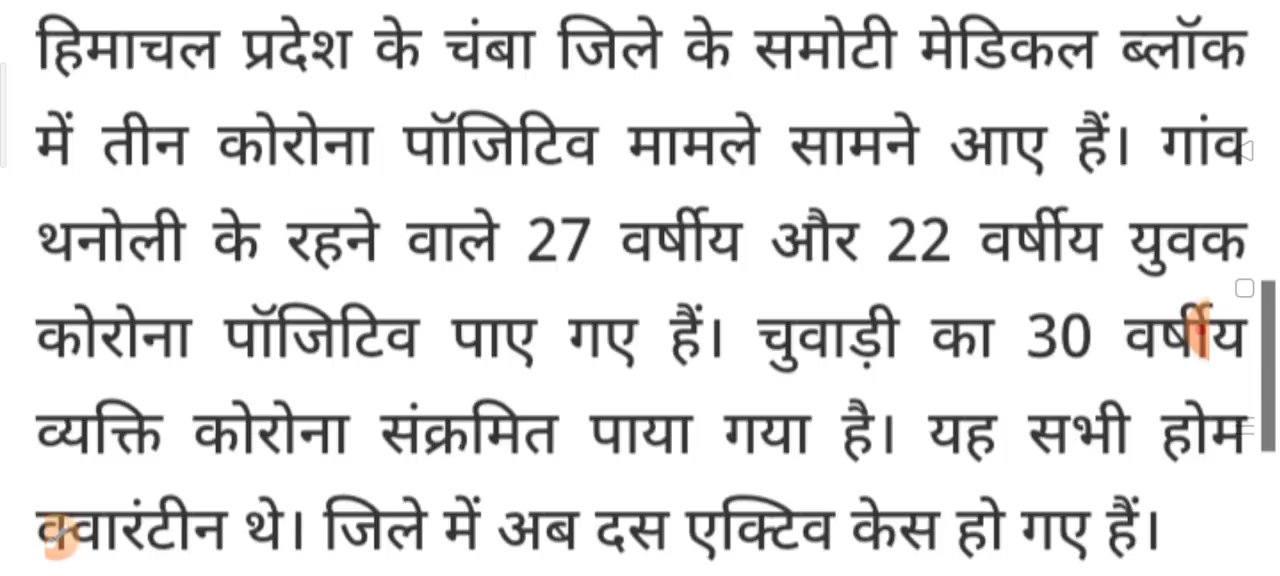 हिमाचल प्रदेश के चंबा जिले के समोटी मेडिकल ब्लॉक
में तीन कोरोना पॉजिटिव मामले सामने आए हैं। गांव
थनोली के रहने वाले 27 वर्षीय और 22 वर्षीय युवक
कोरोना पॉजिटिव पाए गए हैं। चुवाड़ी का 30 वर्षीय
व्यक्ति कोरोना संक्रमित पाया गया है। यह सभी होम
क्वारंटीन थे। जिले में अब दस एक्टिव केस हो गए हैं।